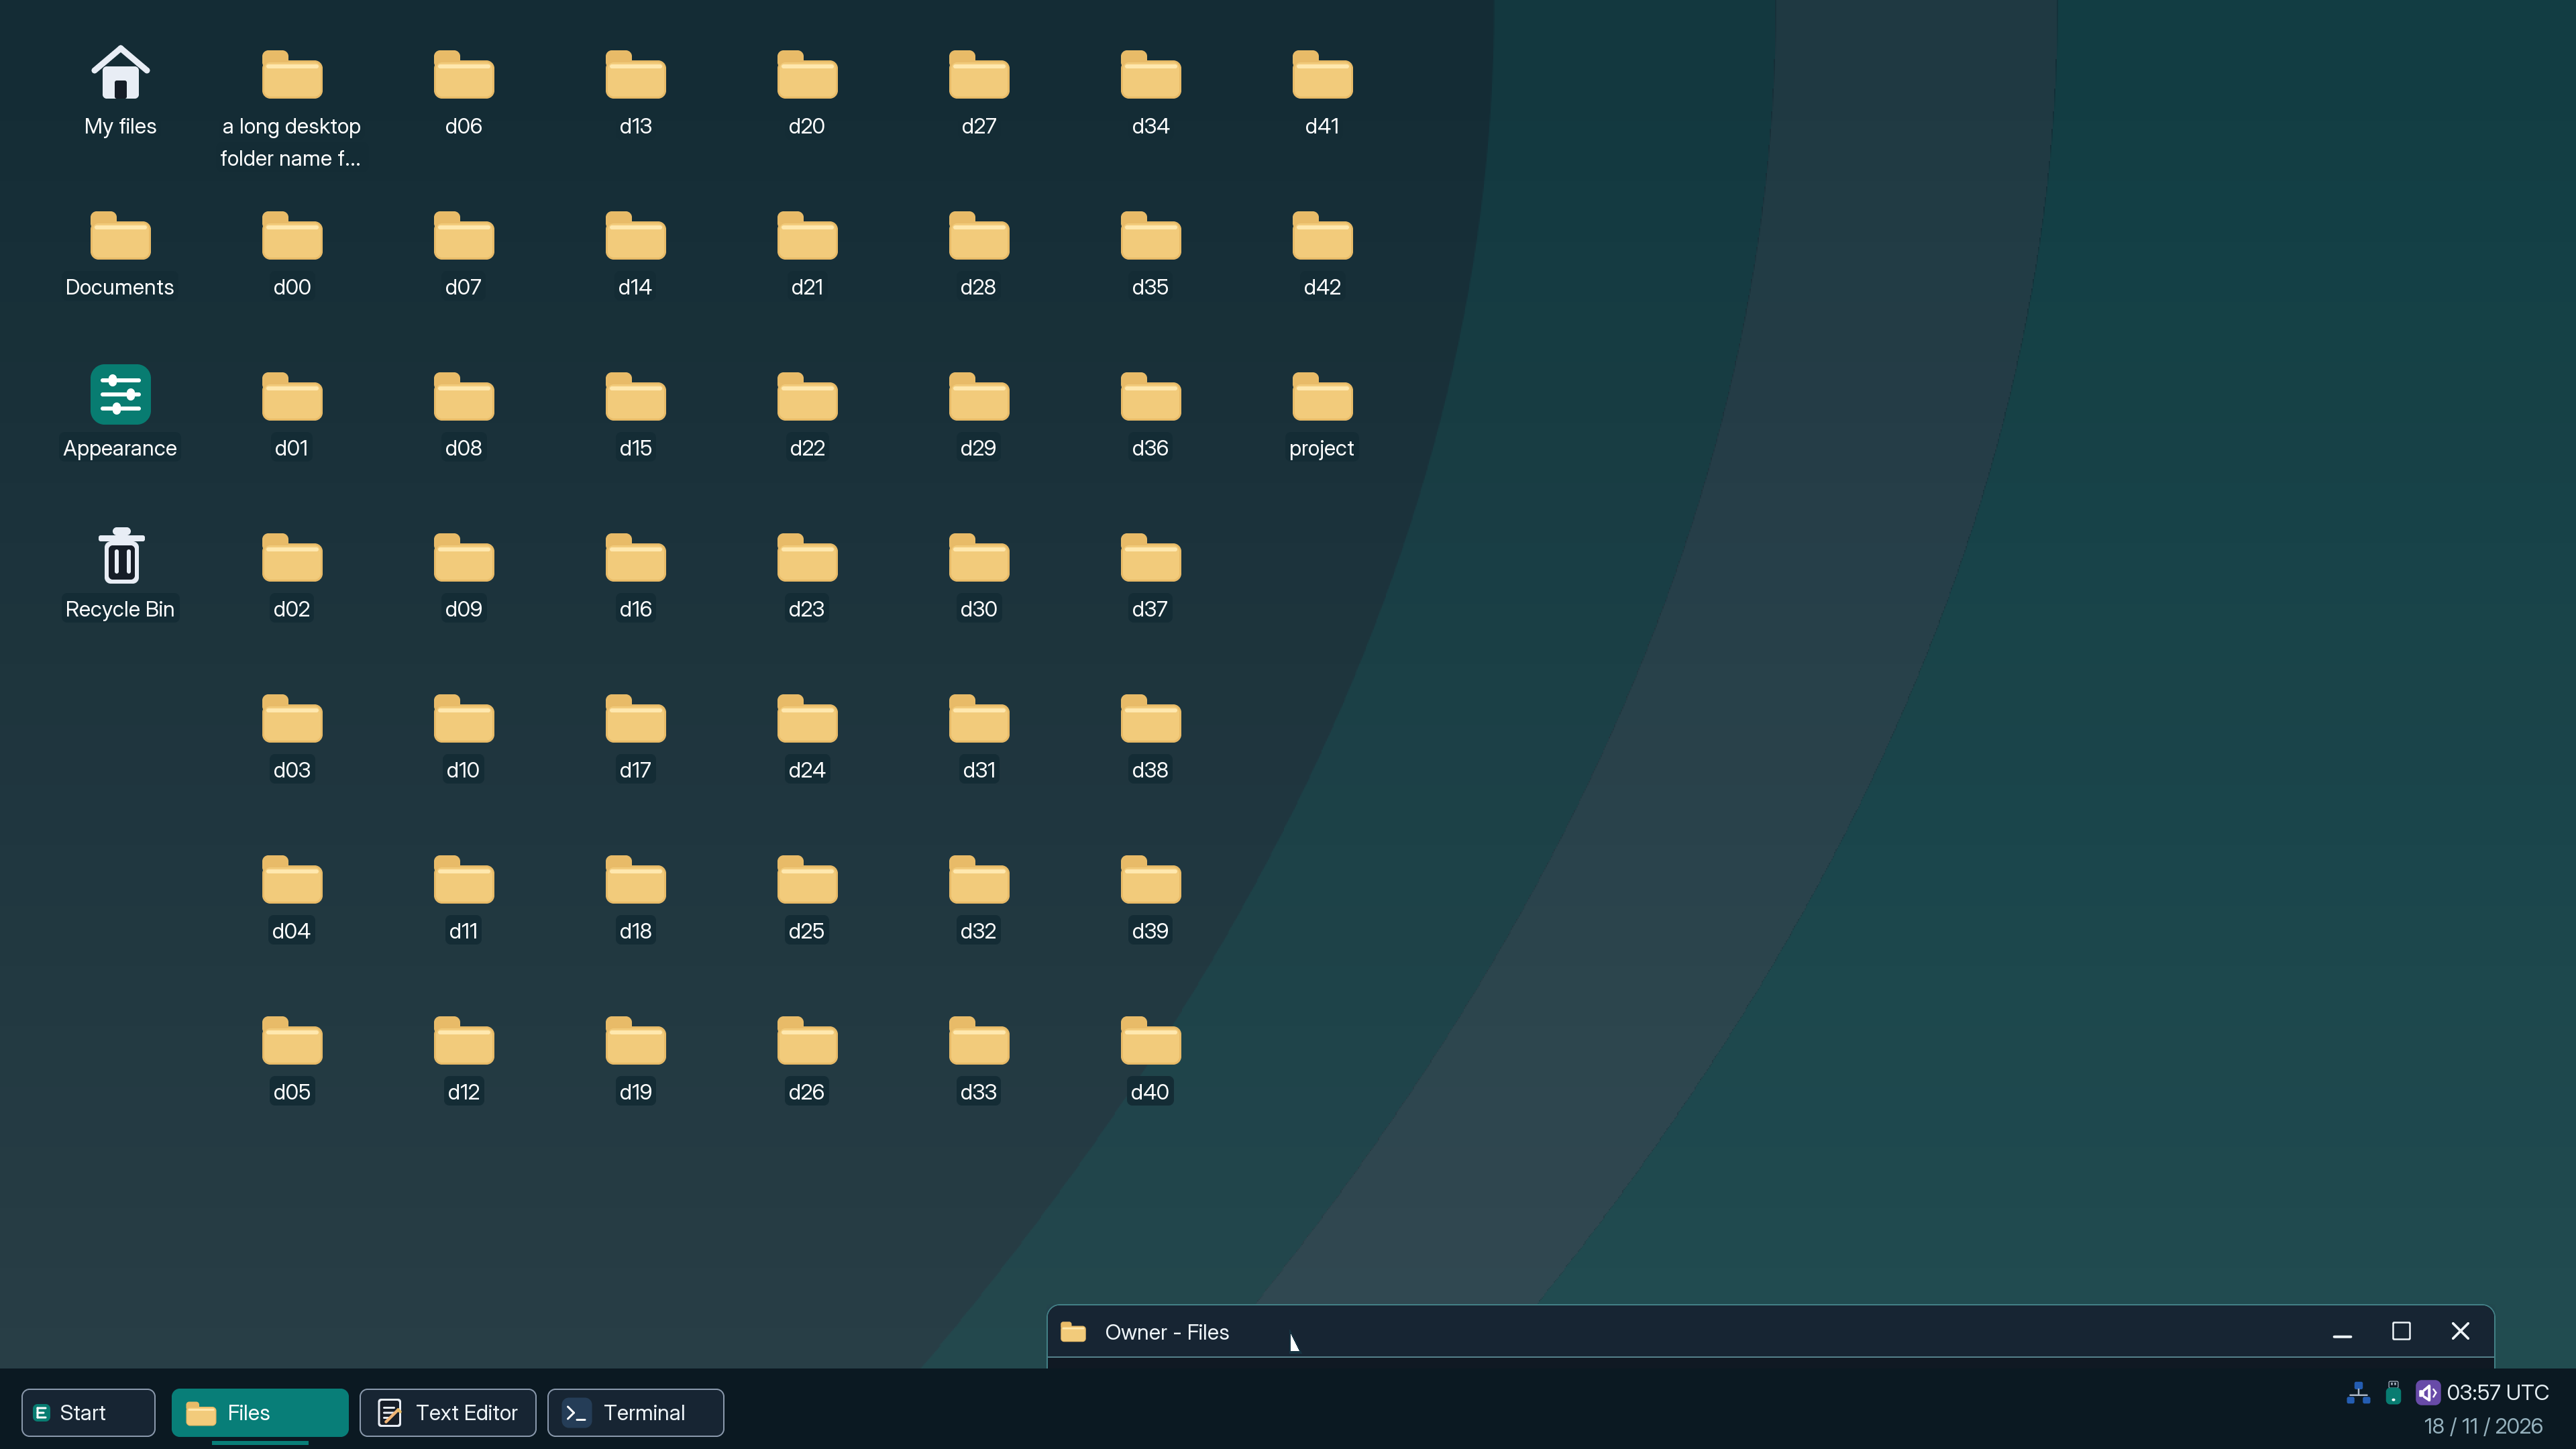 My files
a long desktop
folder name f...
d06
d13
d20
d27
d34
d41
Documents
d00
d07
d14
d21
d28
d35
d42
Appearance
d01
d08
d15
d22
d29
d36
project
Recycle Bin
d02
d09
d16
d23
d30
d37
d03
d10
d17
d24
d31
d38
d04
d11
d18
d25
d32
d39
d05
d12
d19
d26
d33
d40
Owner - Files
Start
Files
Text Editor
Terminal
03:57 UTC
18 / 11 / 2026